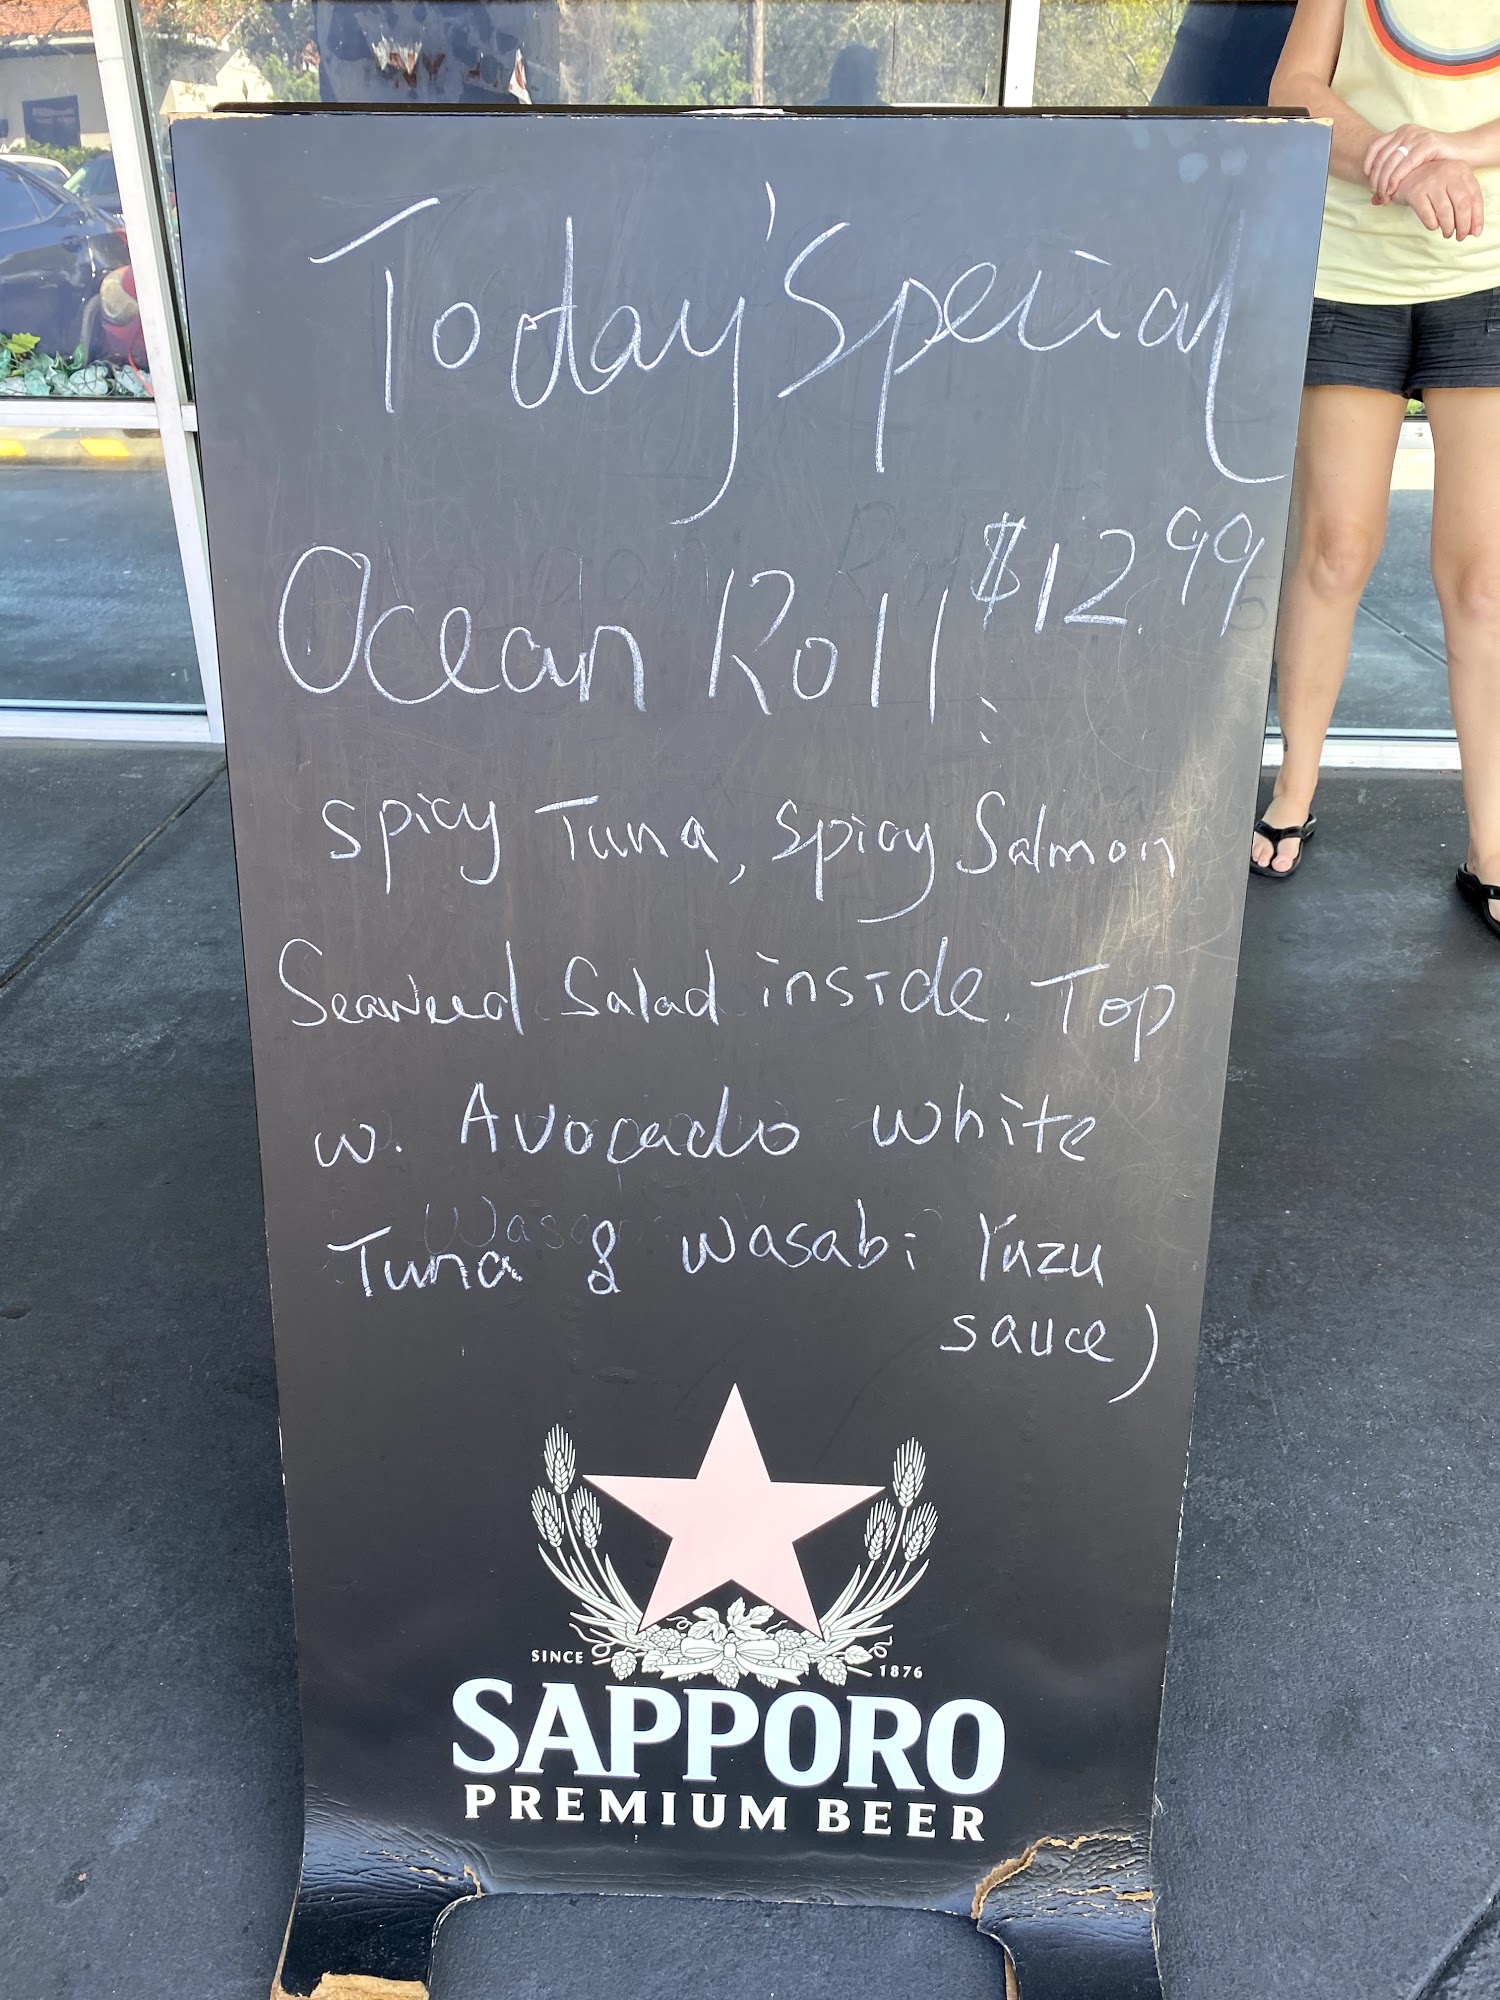 Today's Special
Ocean Roll: $12.99
Spicy Tuna, Spicy Salmon
Seaweed Salad inside. Top
w. Avocado white
Tuna & Wasabi Yuzu
sauce)
SINCE 1876
SAPPORO
PREMIUM BEER